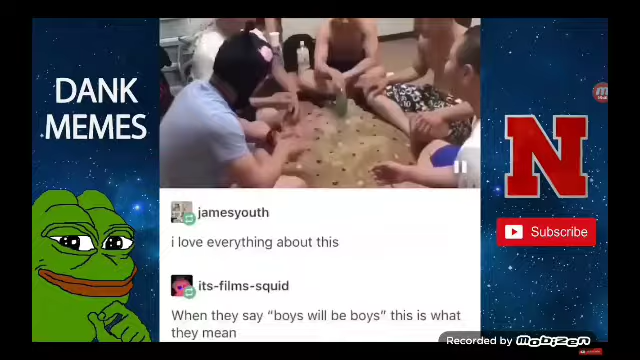 DANK
MEMES
N
Subscribe
jamesyouth
i love everything about this
its-films-squid
When they say “boys will be boys” this is what
they mean
Recorded by Mobizen